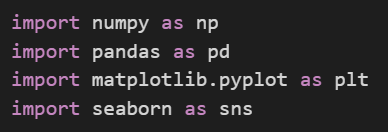 import numpy as np
import pandas as pd
import matplotlib.pyplot as plt
import seaborn as sns